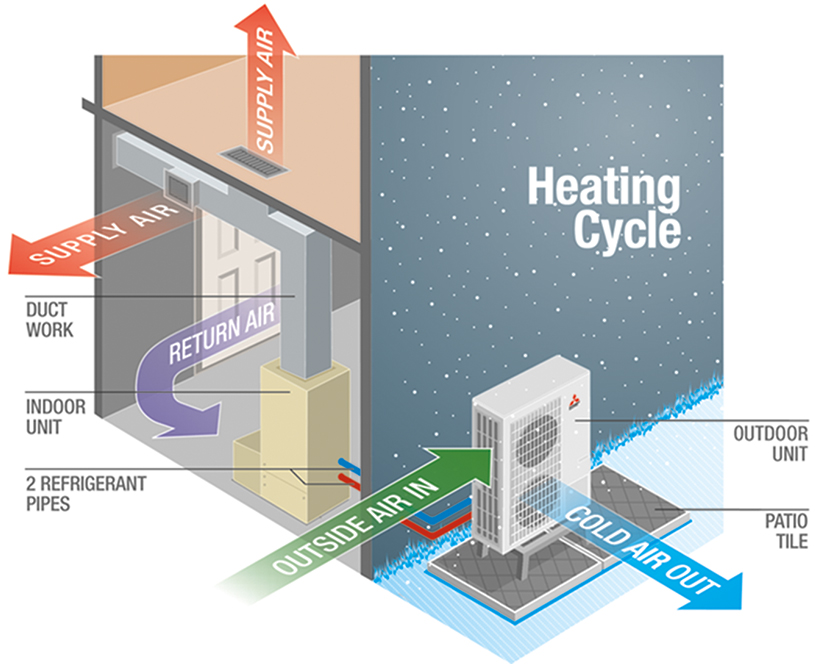 SUPPLY AIR
Heating
Cycle
SUPPLY AIR
DUCT
WORK
RETURN AIR
INDOOR
UNIT
2 REFRIGERANT
PIPES
OUTSIDE AIR IN
OUTDOOR
UNIT
PATIO
TILE
COLD AIR OUT